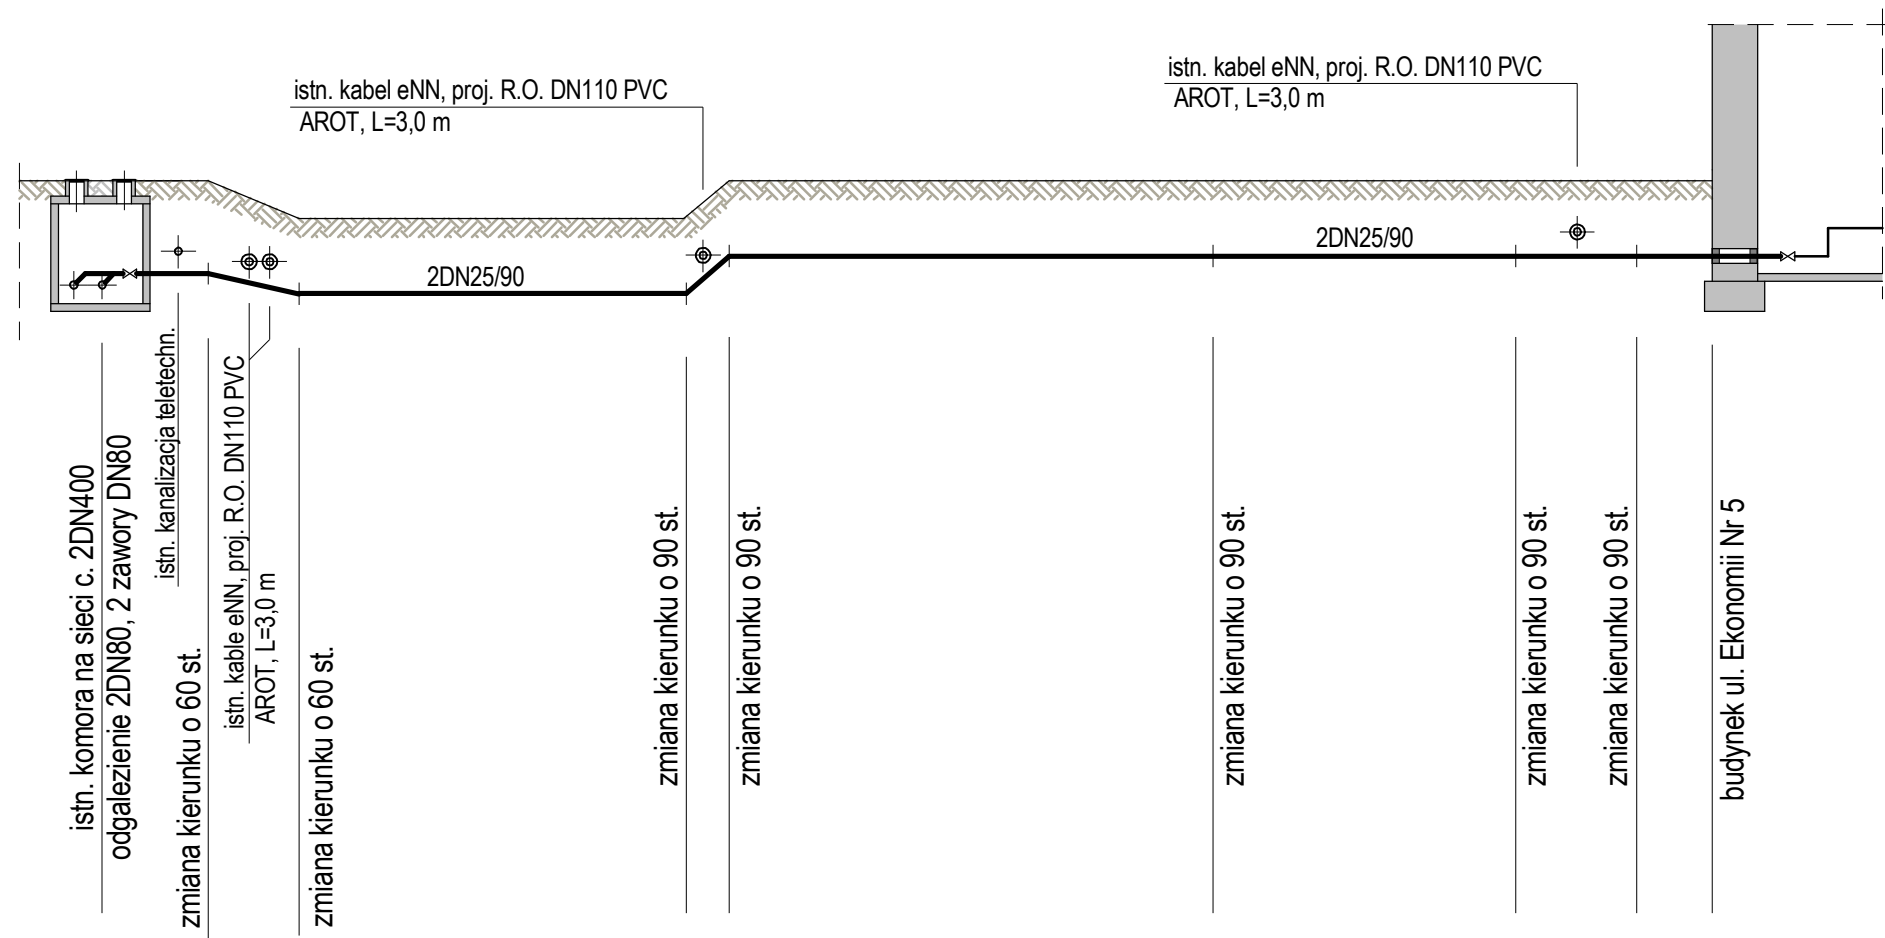 istn. kabel eNN, proj. R.O. DN110 PVC
AROT, L=3,0 m
istn. kabel eNN, proj. R.O. DN110 PVC
AROT, L=3,0 m
2DN25/90
2DN25/90
istn. komora na sieci c. 2DN400
odgalezienie 2DN80, 2 zawory DN80
istn. kanalizacja teletechn.
zmiana kierunku o 60 st.
istn. kable eNN, proj. R.O. DN110 PVC
AROT, L=3,0 m
zmiana kierunku o 60 st.
zmiana kierunku o 90 st.
zmiana kierunku o 90 st.
zmiana kierunku o 90 st.
zmiana kierunku o 90 st.
zmiana kierunku o 90 st.
budynek ul. Ekonomii Nr 5